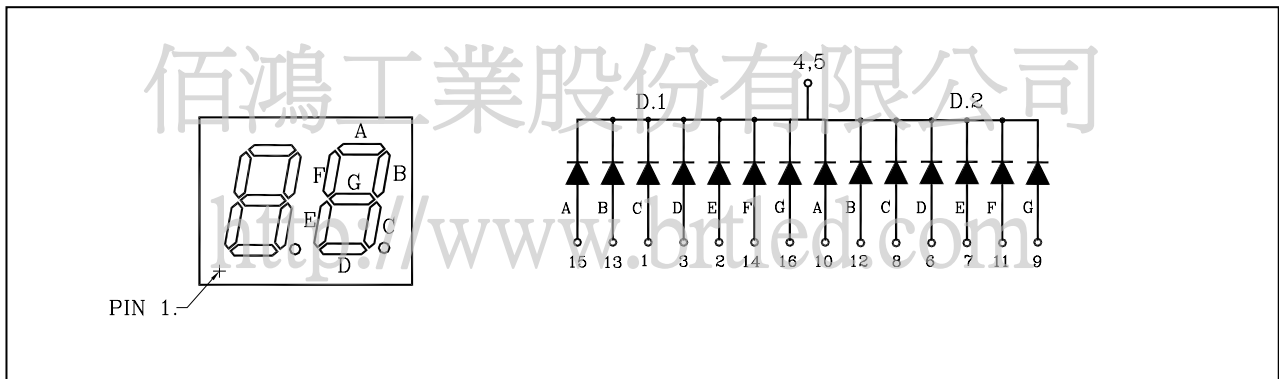 佰鴻工業股份有限公司
http://www.brtled.com
A
F
B
G
E
C
D
PIN 1.
4,5
D.1 D.2
A B C D E F G A B C D E F G
15 13 1 3 2 14 16 10 12 8 6 7 11 9